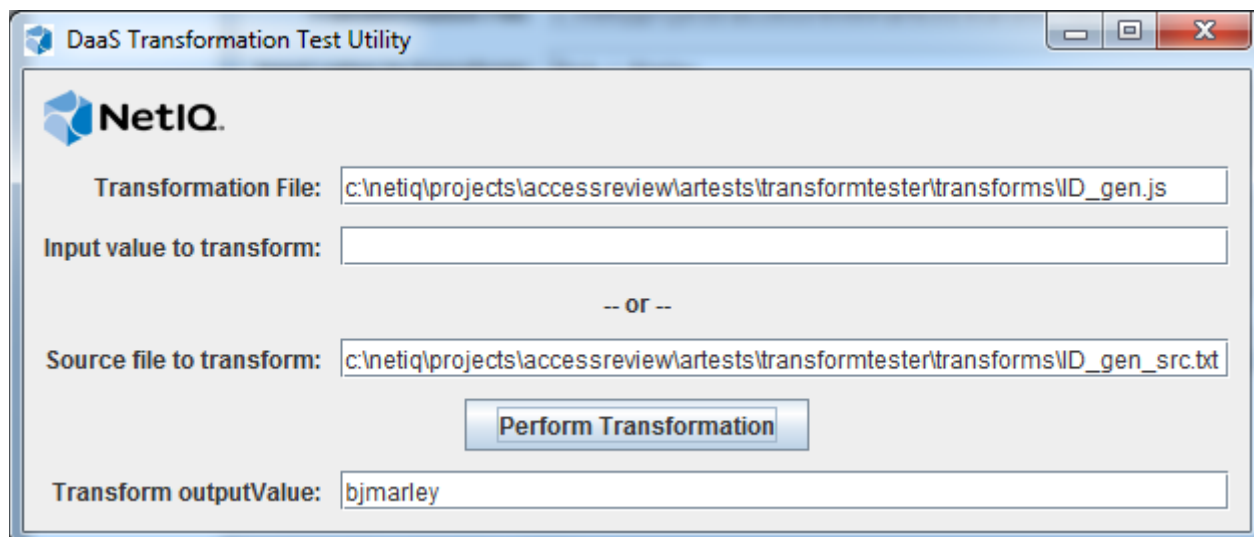 DaaS Transformation Test Utility
NetIQ.
Transformation File: c:\netiq\projects\accessreview\artests\transformtester\transforms\ID_gen.js
Input value to transform:
-- or --
Source file to transform: c:\netiq\projects\accessreview\artests\transformtester\transforms\ID_gen_src.txt
Perform Transformation
Transform outputValue: bjmarley